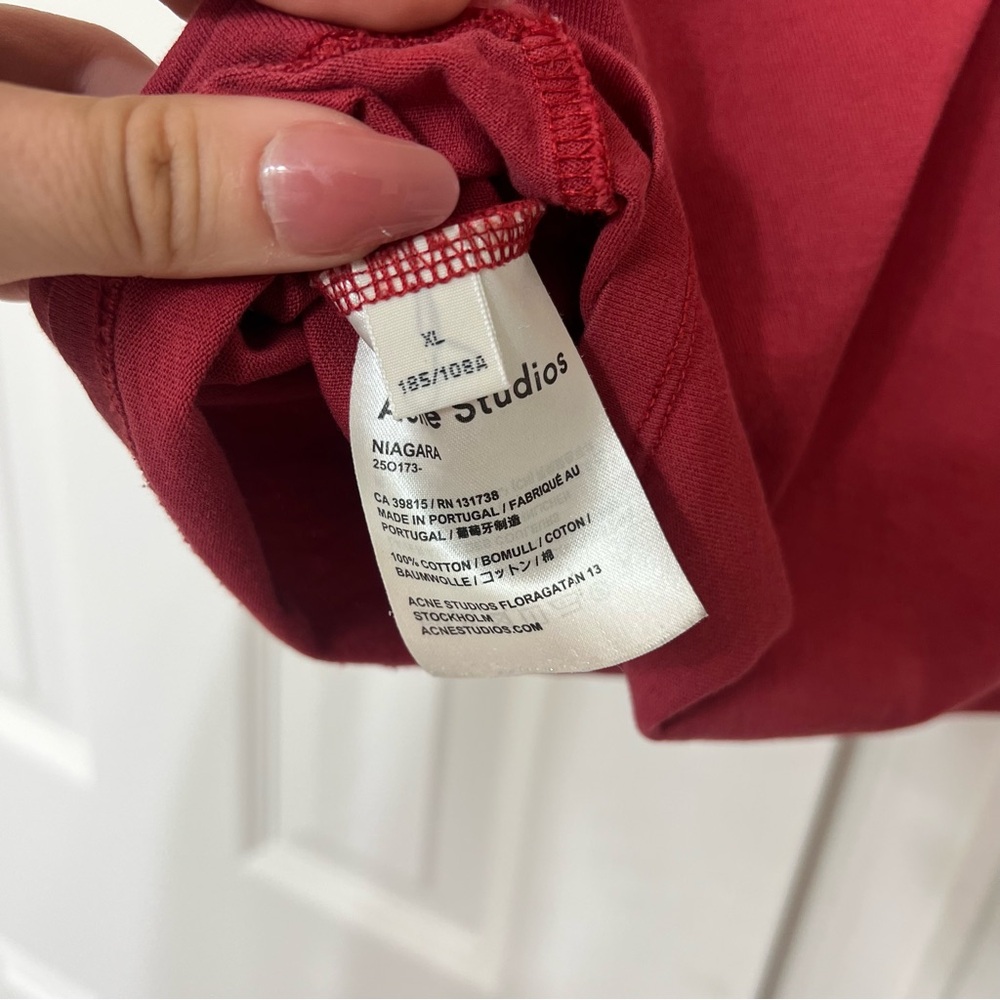 XL
185/108A
Acne Studios
NIAGARA
25O173-
CA 39815 / RN 131738
MADE IN PORTUGAL / FABRIQUÉ AU
PORTUGAL / 葡萄牙制造
100% COTTON / BOMULL / COTON /
BAUMWOLLE / コットン / 棉
ACNE STUDIOS FLORAGATAN 13
STOCKHOLM
ACNESTUDIOS.COM